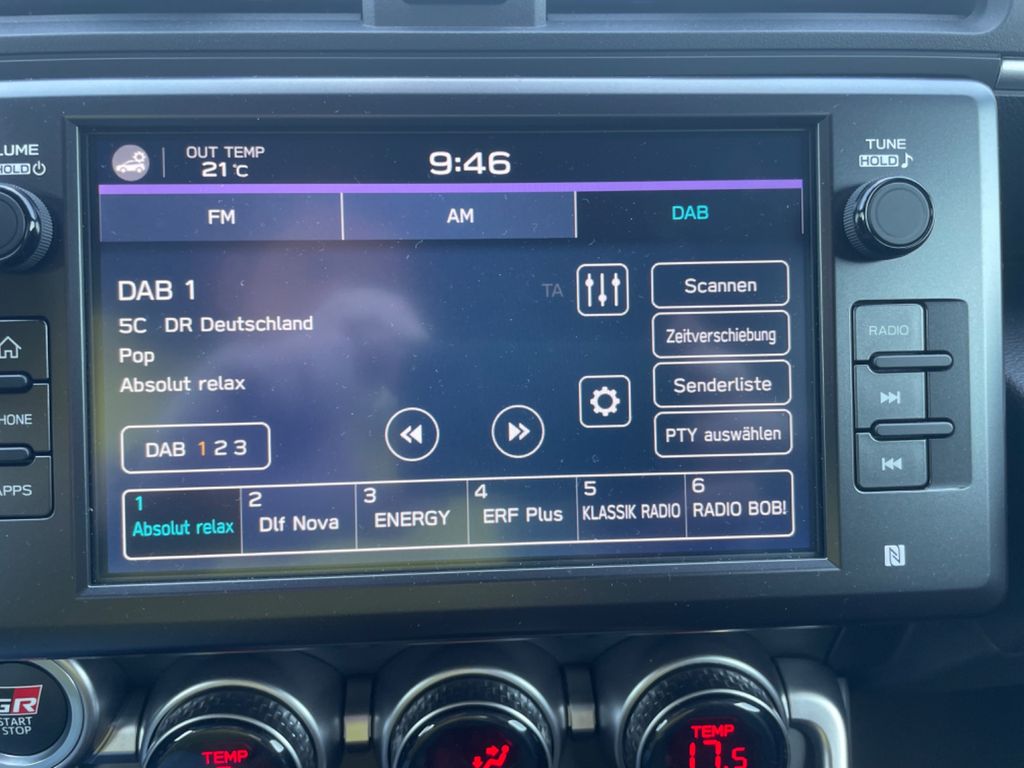 LUME
HOLD
OUT TEMP
21°C
9:46
TUNE
HOLD
FM
AM
DAB
DAB 1
TA
Scannen
5C DR Deutschland
Zeitverschiebung
RADIO
Pop
Absolut relax
Senderliste
HONE
DAB 1 2 3
PTY auswählen
APPS
1
Absolut relax
2
Dlf Nova
3
ENERGY
4
ERF Plus
5
KLASSIK RADIO
6
RADIO BOB!
GR
START
STOP
TEMP
TEMP
17.5